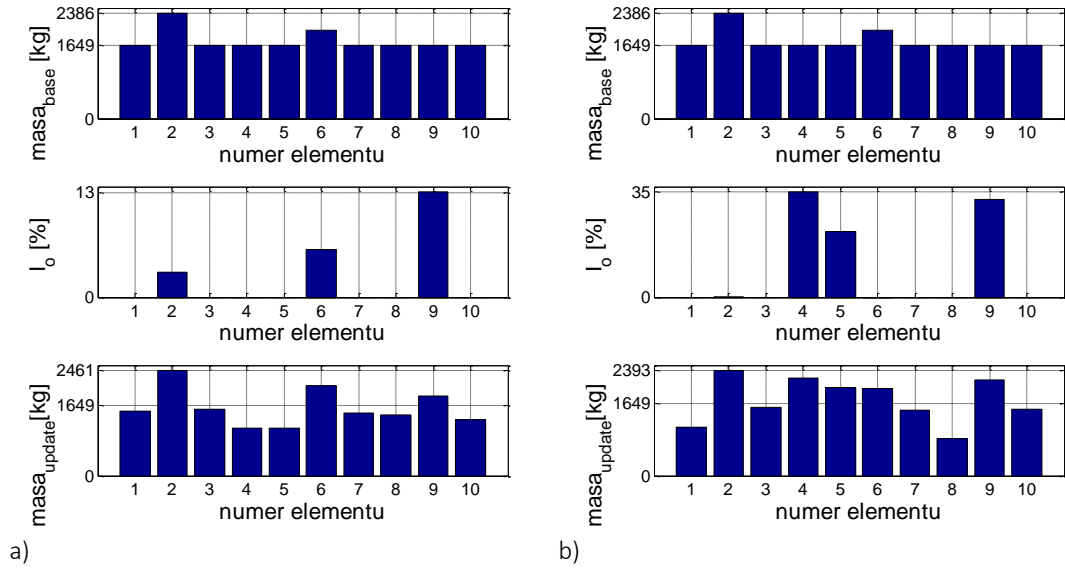 masa_base [kg]
2386
1649
0
1 2 3 4 5 6 7 8 9 10
numer elementu
I_o [%]
13
0
1 2 3 4 5 6 7 8 9 10
numer elementu
masa_update[kg]
2461
1649
0
1 2 3 4 5 6 7 8 9 10
numer elementu
a)
masa_base [kg]
2386
1649
0
1 2 3 4 5 6 7 8 9 10
numer elementu
I_o [%]
35
0
1 2 3 4 5 6 7 8 9 10
numer elementu
masa_update[kg]
2393
1649
0
1 2 3 4 5 6 7 8 9 10
numer elementu
b)